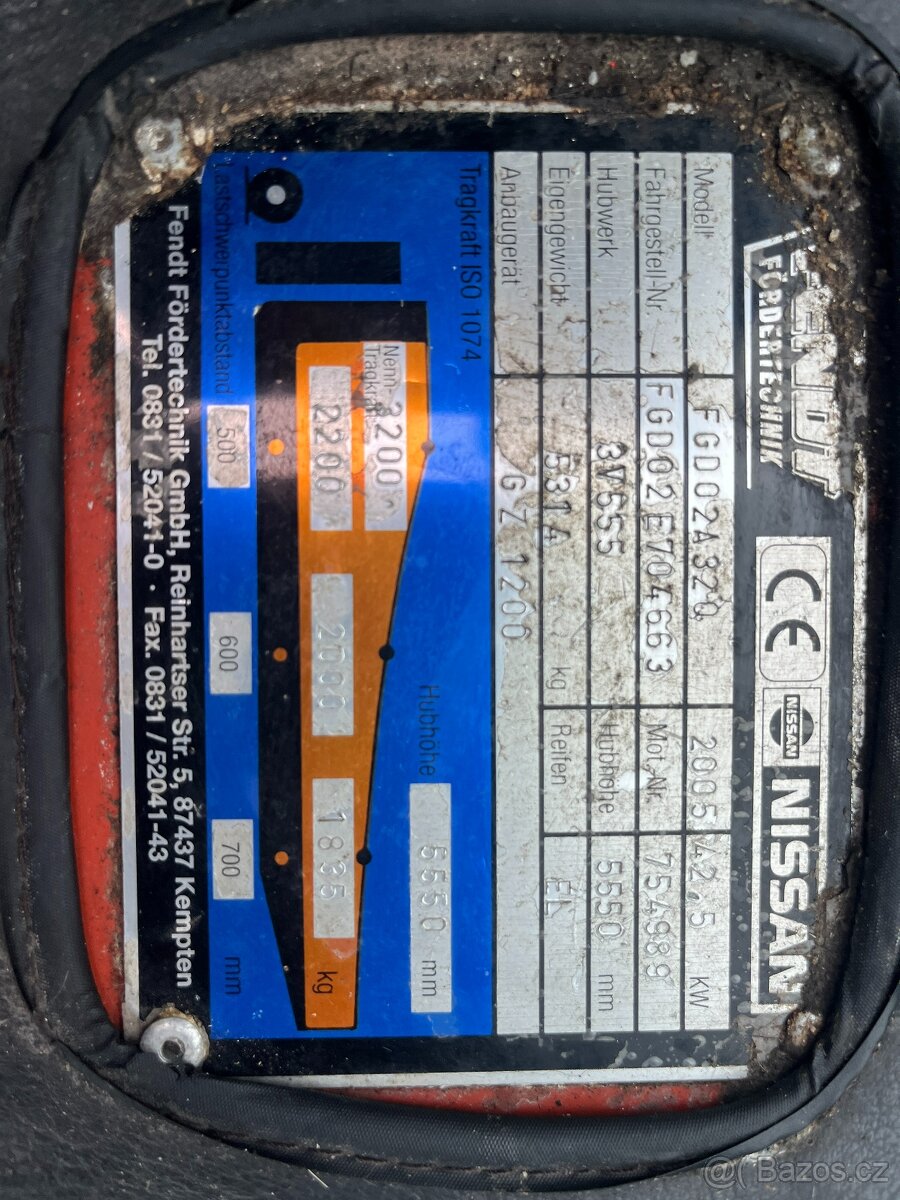 FENDT
FÖRDERTECHNIK
CE NISSAN NISSAN
Modell FGD02A32Q 2005 42,5 kW
Fahrgestell-Nr. FGD02E704663 Mot.-Nr. 754989
Hubwerk 3V555 Hubhöhe 5550 mm
Eigengewicht 5314 kg Reifen EL
Anbaugerät GZ 1200
Tragkraft ISO 1074
Hubhöhe 5550 mm
Nenn-Tragkraft 2200
2200 2000 1835 kg
Lastschwerpunktabstand 500 600 700 mm
Fendt Fördertechnik GmbH, Reinhartser Str. 5, 87437 Kempten
Tel. 0831 / 52041-0 · Fax. 0831 / 52041-43
@ Bazos.cz